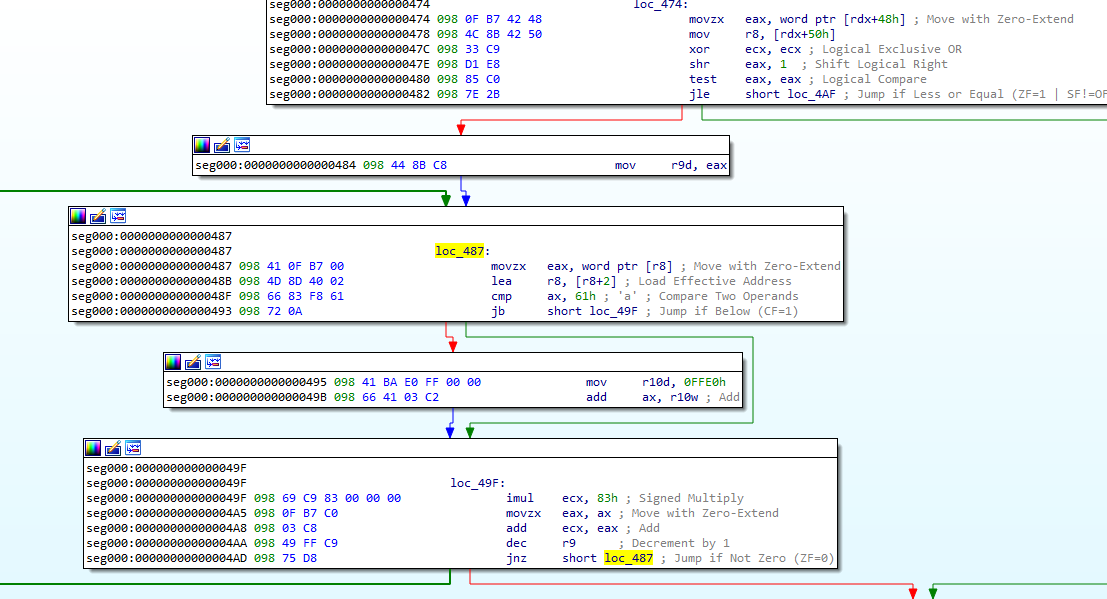 seg000:0000000000000474 loc_474:
seg000:0000000000000474 098 0F B7 42 48 movzx eax, word ptr [rdx+48h] ; Move with Zero-Extend
seg000:0000000000000478 098 4C 8B 42 50 mov r8, [rdx+50h]
seg000:000000000000047C 098 33 C9 xor ecx, ecx ; Logical Exclusive OR
seg000:000000000000047E 098 D1 E8 shr eax, 1 ; Shift Logical Right
seg000:0000000000000480 098 85 C0 test eax, eax ; Logical Compare
seg000:0000000000000482 098 7E 2B jle short loc_4AF ; Jump if Less or Equal (ZF=1 | SF!=OF
seg000:0000000000000484 098 44 8B C8 mov r9d, eax
seg000:0000000000000487
seg000:0000000000000487 loc_487:
seg000:0000000000000487 098 41 0F B7 00 movzx eax, word ptr [r8] ; Move with Zero-Extend
seg000:000000000000048B 098 4D 8D 40 02 lea r8, [r8+2] ; Load Effective Address
seg000:000000000000048F 098 66 83 F8 61 cmp ax, 61h ; 'a' ; Compare Two Operands
seg000:0000000000000493 098 72 0A jb short loc_49F ; Jump if Below (CF=1)
seg000:0000000000000495 098 41 BA E0 FF 00 00 mov r10d, 0FFE0h
seg000:000000000000049B 098 66 41 03 C2 add ax, r10w ; Add
seg000:000000000000049F
seg000:000000000000049F loc_49F:
seg000:000000000000049F 098 69 C9 83 00 00 00 imul ecx, 83h ; Signed Multiply
seg000:00000000000004A5 098 0F B7 C0 movzx eax, ax ; Move with Zero-Extend
seg000:00000000000004A8 098 03 C8 add ecx, eax ; Add
seg000:00000000000004AA 098 49 FF C9 dec r9 ; Decrement by 1
seg000:00000000000004AD 098 75 D8 jnz short loc_487 ; Jump if Not Zero (ZF=0)